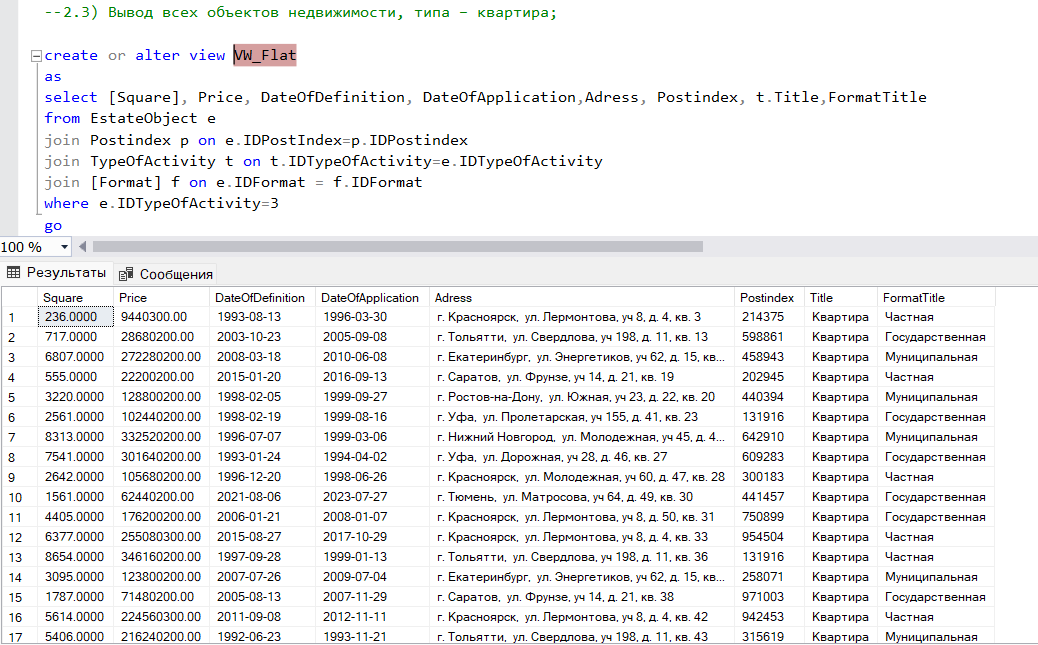 --2.3) Вывод всех объектов недвижимости, типа – квартира;
create or alter view VW_Flat
as
select [Square], Price, DateOfDefinition, DateOfApplication,Adress, Postindex, t.Title,FormatTitle
from EstateObject e
join Postindex p on e.IDPostIndex=p.IDPostindex
join TypeOfActivity t on t.IDTypeOfActivity=e.IDTypeOfActivity
join [Format] f on e.IDFormat = f.IDFormat
where e.IDTypeOfActivity=3
go
100 %
Результаты Сообщения
Square Price DateOfDefinition DateOfApplication Adress Postindex Title FormatTitle
1 236.0000 9440300.00 1993-08-13 1996-03-30 г. Красноярск, ул. Лермонтова, уч 8, д. 4, кв. 3 214375 Квартира Частная
2 717.0000 28680200.00 2003-10-23 2005-09-08 г. Тольятти, ул. Свердлова, уч 198, д. 11, кв. 13 598861 Квартира Государственная
3 6807.0000 272280200.00 2008-03-18 2010-06-08 г. Екатеринбург, ул. Энергетиков, уч 62, д. 15, кв... 458943 Квартира Муниципальная
4 555.0000 22200200.00 2015-01-20 2016-09-13 г. Саратов, ул. Фрунзе, уч 14, д. 21, кв. 19 202945 Квартира Частная
5 3220.0000 128800200.00 1998-02-05 1999-09-27 г. Ростов-на-Дону, ул. Южная, уч 23, д. 22, кв. 20 440394 Квартира Муниципальная
6 2561.0000 102440200.00 1998-02-19 1999-08-16 г. Уфа, ул. Пролетарская, уч 155, д. 41, кв. 23 131916 Квартира Государственная
7 8313.0000 332520200.00 1996-07-07 1999-03-06 г. Нижний Новгород, ул. Молодежная, уч 45, д. 4... 642910 Квартира Муниципальная
8 7541.0000 301640200.00 1993-01-24 1994-04-02 г. Уфа, ул. Дорожная, уч 28, д. 46, кв. 27 609283 Квартира Государственная
9 2642.0000 105680200.00 1996-12-20 1998-06-26 г. Красноярск, ул. Молодежная, уч 60, д. 47, кв. 28 300183 Квартира Частная
10 1561.0000 62440200.00 2021-08-06 2023-07-27 г. Тюмень, ул. Матросова, уч 64, д. 49, кв. 30 441457 Квартира Государственная
11 4405.0000 176200200.00 2006-01-21 2008-01-07 г. Красноярск, ул. Лермонтова, уч 8, д. 50, кв. 31 750899 Квартира Государственная
12 6377.0000 255080300.00 2015-08-27 2017-10-29 г. Красноярск, ул. Лермонтова, уч 8, д. 4, кв. 33 954504 Квартира Частная
13 8654.0000 346160200.00 1997-09-28 1999-01-13 г. Тольятти, ул. Свердлова, уч 198, д. 11, кв. 36 131916 Квартира Частная
14 3095.0000 123800200.00 2007-07-26 2009-07-04 г. Екатеринбург, ул. Энергетиков, уч 62, д. 15, кв... 258071 Квартира Муниципальная
15 1787.0000 71480200.00 2005-08-13 2007-11-29 г. Саратов, ул. Фрунзе, уч 14, д. 21, кв. 38 971003 Квартира Государственная
16 5614.0000 224560300.00 2011-09-08 2012-11-11 г. Красноярск, ул. Лермонтова, уч 8, д. 4, кв. 42 942453 Квартира Частная
17 5406.0000 216240200.00 1992-06-23 1993-11-21 г. Тольятти, ул. Свердлова, уч 198, д. 11, кв. 43 315619 Квартира Муниципальная